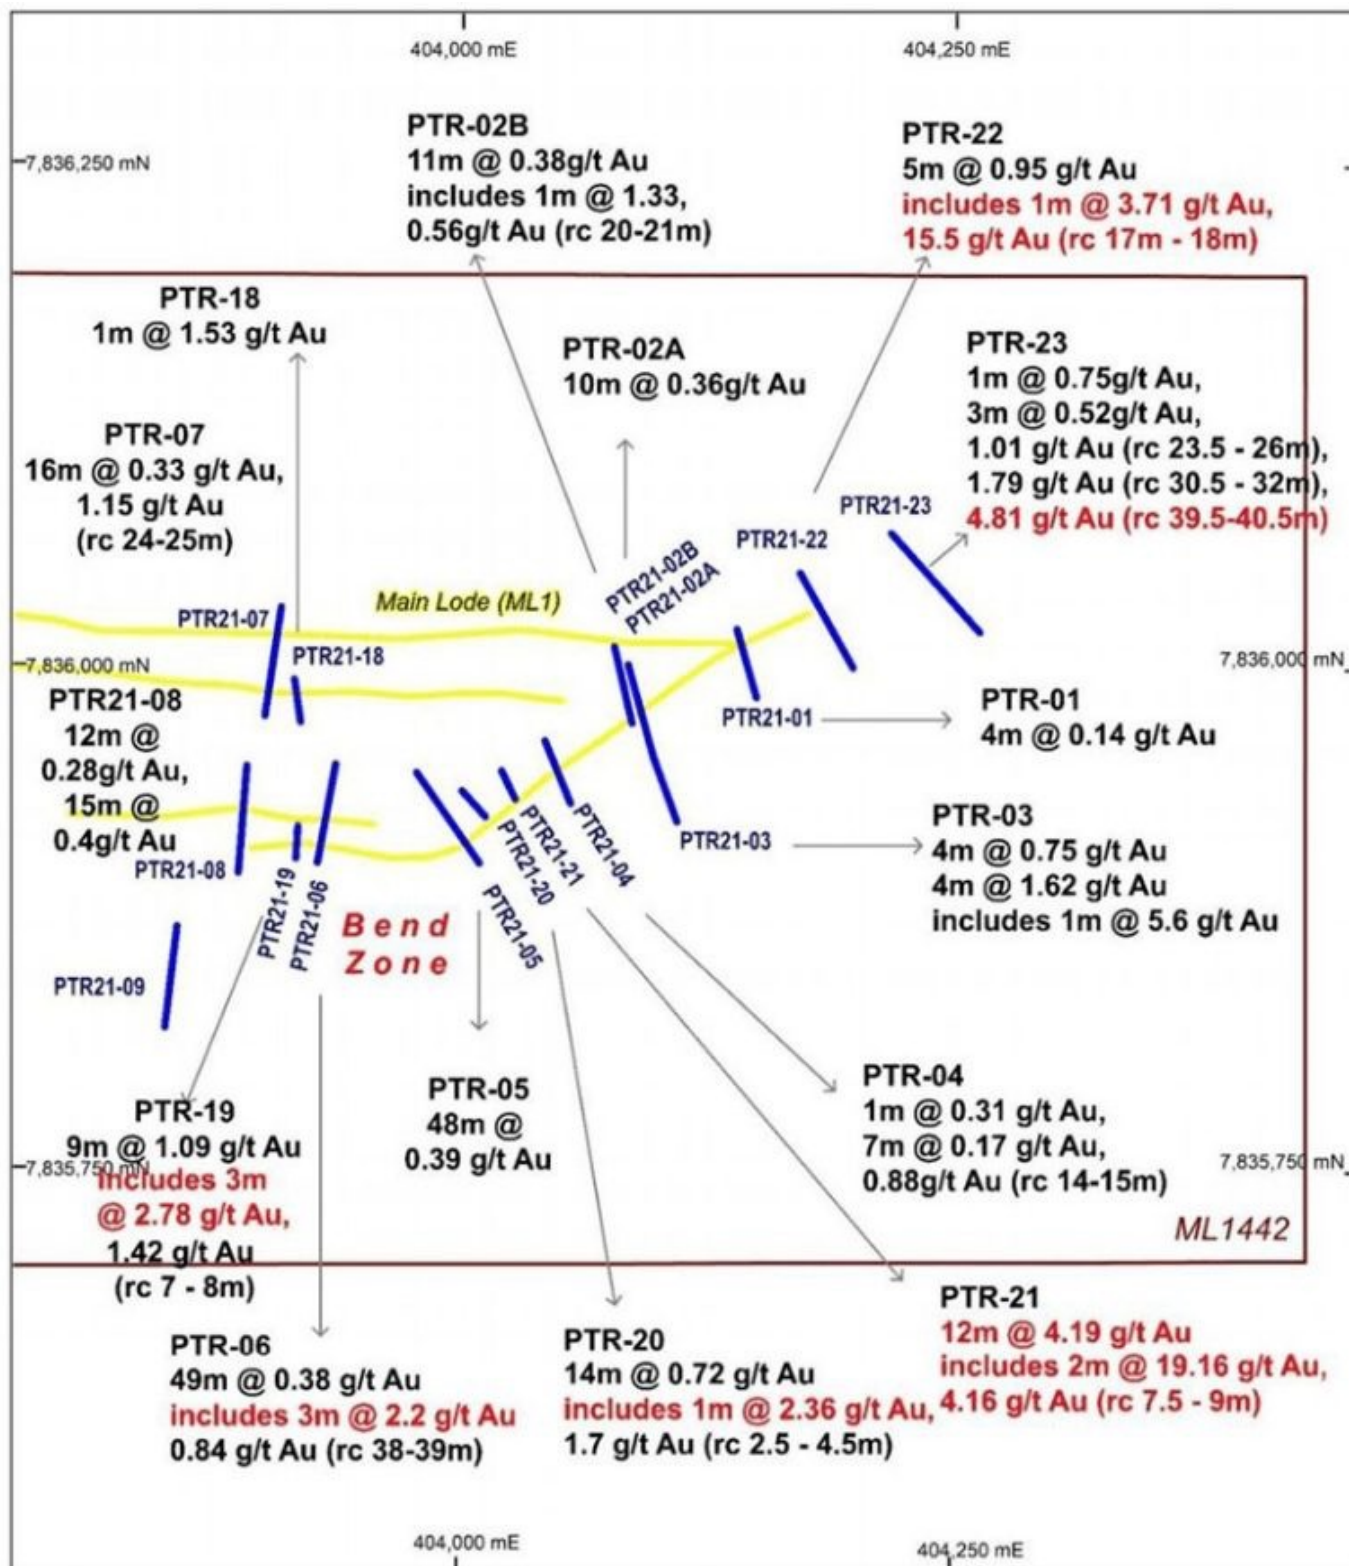 404,000 mE
404,250 mE
PTR-02B
11m @ 0.38g/t Au
includes 1m @ 1.33,
0.56g/t Au (rc 20-21m)
PTR-22
5m @ 0.95 g/t Au
includes 1m @ 3.71 g/t Au,
15.5 g/t Au (rc 17m - 18m)
7,836,250 mN
PTR-18
1m @ 1.53 g/t Au
PTR-02A
10m @ 0.36g/t Au
PTR-23
1m @ 0.75g/t Au,
3m @ 0.52g/t Au,
1.01 g/t Au (rc 23.5 - 26m),
1.79 g/t Au (rc 30.5 - 32m),
4.81 g/t Au (rc 39.5-40.5m)
PTR-07
16m @ 0.33 g/t Au,
1.15 g/t Au
(rc 24-25m)
PTR21-23
PTR21-22
PTR21-02B
PTR21-02A
Main Lode (ML1)
PTR21-07
PTR21-18
7,836,000 mN
7,836,000 mN
PTR21-08
12m @
0.28g/t Au,
15m @
0.4g/t Au
PTR21-01
PTR-01
4m @ 0.14 g/t Au
PTR21-03
PTR-03
4m @ 0.75 g/t Au
4m @ 1.62 g/t Au
includes 1m @ 5.6 g/t Au
PTR21-08
PTR21-19
PTR21-06
Bend
Zone
PTR21-05
PTR21-20
PTR21-21
PTR21-04
PTR21-09
PTR-19
9m @ 1.09 g/t Au
includes 3m
@ 2.78 g/t Au,
1.42 g/t Au
(rc 7 - 8m)
7,835,750 mN
PTR-05
48m @
0.39 g/t Au
PTR-04
1m @ 0.31 g/t Au,
7m @ 0.17 g/t Au,
0.88g/t Au (rc 14-15m)
7,835,750 mN
ML1442
PTR-06
49m @ 0.38 g/t Au
includes 3m @ 2.2 g/t Au
0.84 g/t Au (rc 38-39m)
PTR-20
14m @ 0.72 g/t Au
includes 1m @ 2.36 g/t Au,
1.7 g/t Au (rc 2.5 - 4.5m)
PTR-21
12m @ 4.19 g/t Au
includes 2m @ 19.16 g/t Au,
4.16 g/t Au (rc 7.5 - 9m)
404,000 mE
404,250 mE